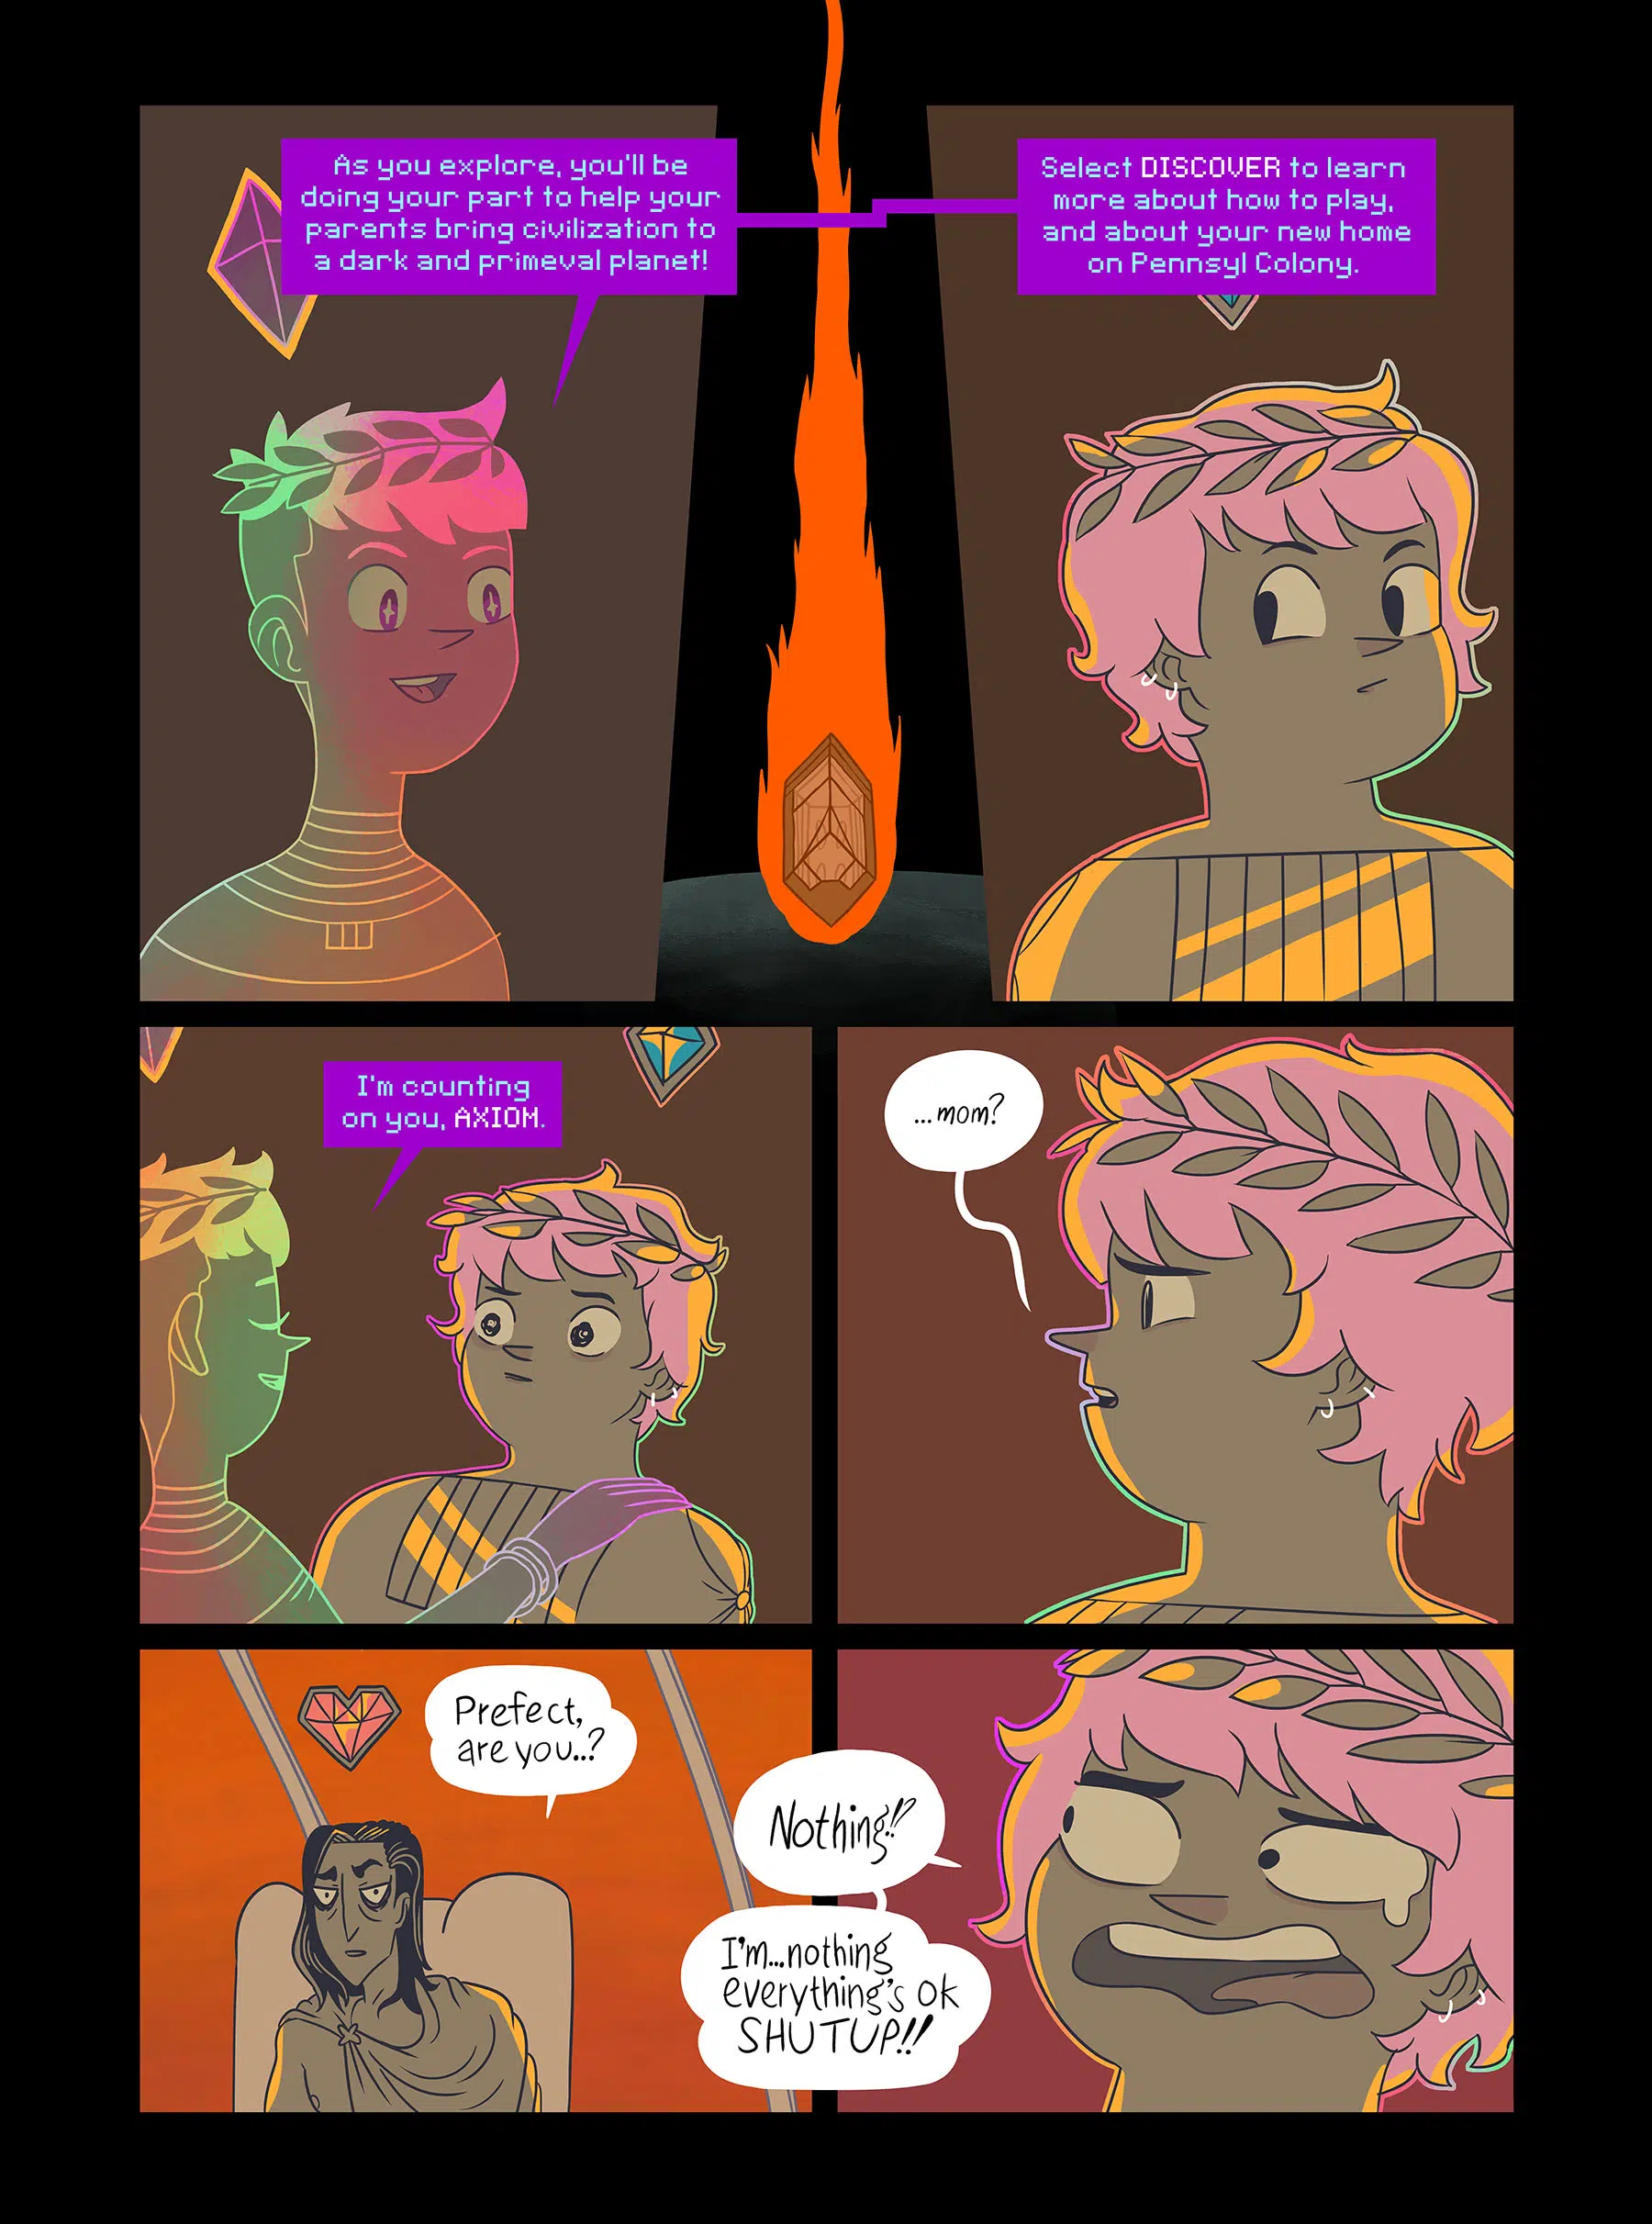 As you explore, you'll be
doing your part to help your
parents bring civilization to
a dark and primeval planet!
Select DISCOVER to learn
more about how to play,
and about your new home
on Pennsyl Colony.
I'm counting
on you, AXIOM.
...mom?
Prefect,
are you..?
Nothing!!
I'm...nothing
everything's ok
SHUTUP!!